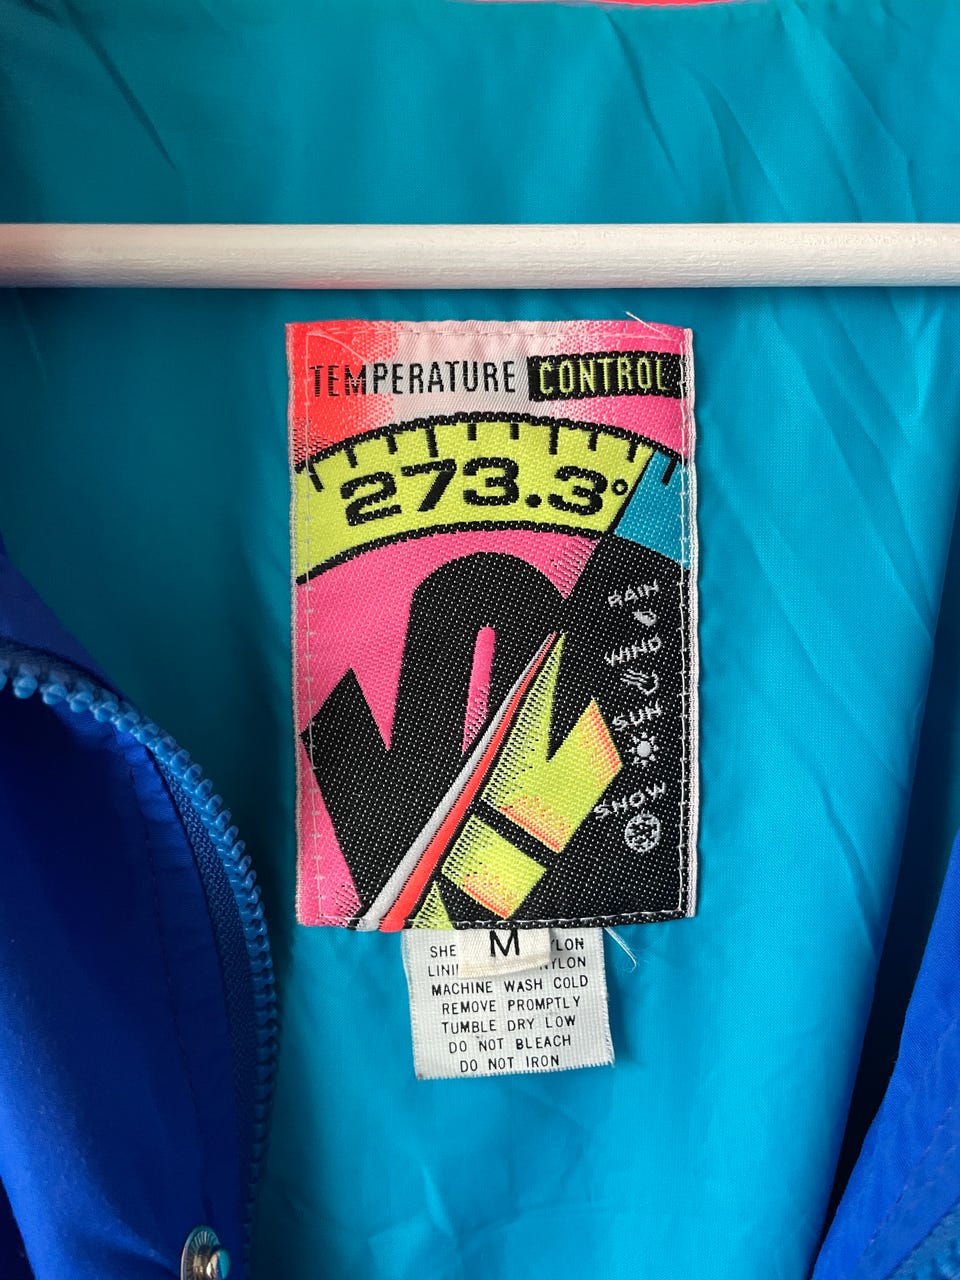 TEMPERATURE CONTROL
273.3°
RAIN
WIND
SUN
SNOW
M
MACHINE WASH COLD
REMOVE PROMPTLY
TUMBLE DRY LOW
DO NOT BLEACH
DO NOT IRON